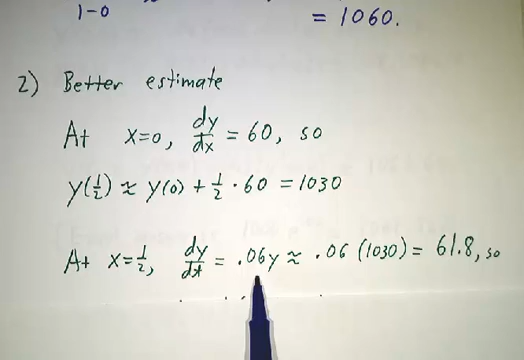 1-0
= 1060.
2) Better estimate
At x=0, dy/dx = 60, so
y(1/2) ≈ y(0) + 1/2 · 60 = 1030
At x=1/2, dy/dt = .06y ≈ .06 (1030) = 61.8, so